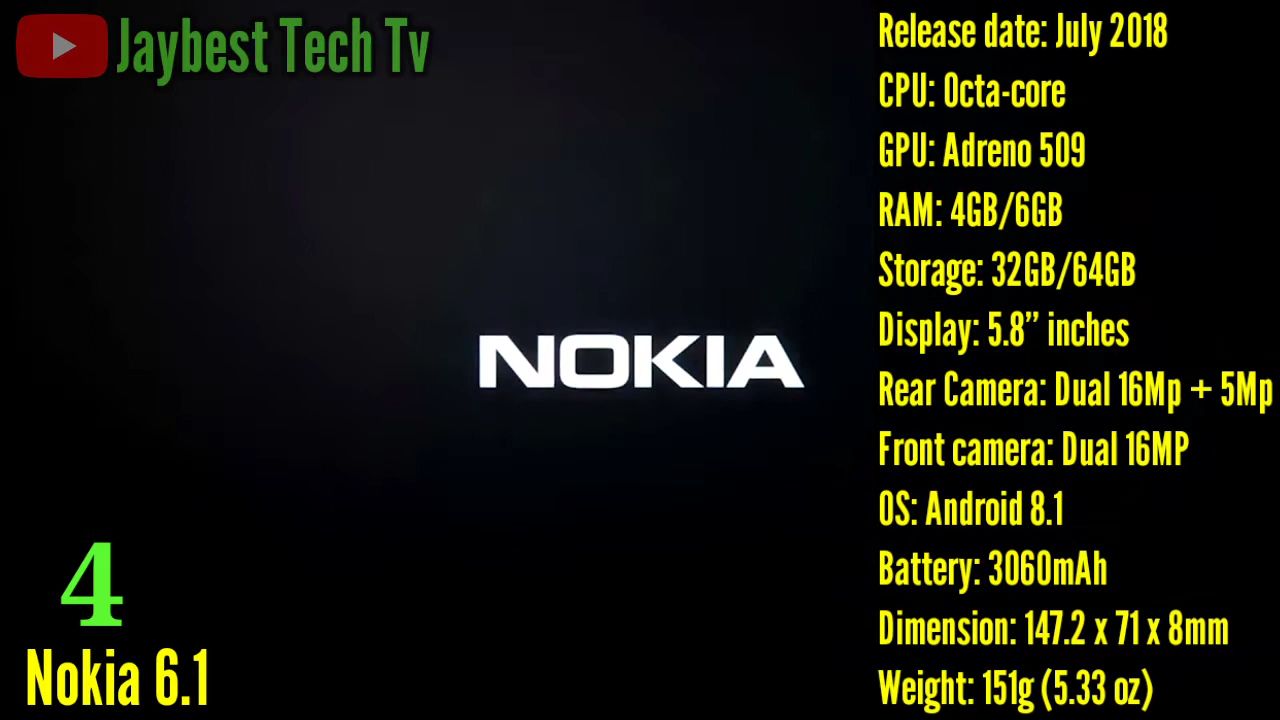 Jaybest Tech Tv
NOKIA
4
Nokia 6.1
Release date: July 2018
CPU: Octa-core
GPU: Adreno 509
RAM: 4GB/6GB
Storage: 32GB/64GB
Display: 5.8” inches
Rear Camera: Dual 16Mp + 5Mp
Front camera: Dual 16MP
OS: Android 8.1
Battery: 3060mAh
Dimension: 147.2 x 71 x 8mm
Weight: 151g (5.33 oz)